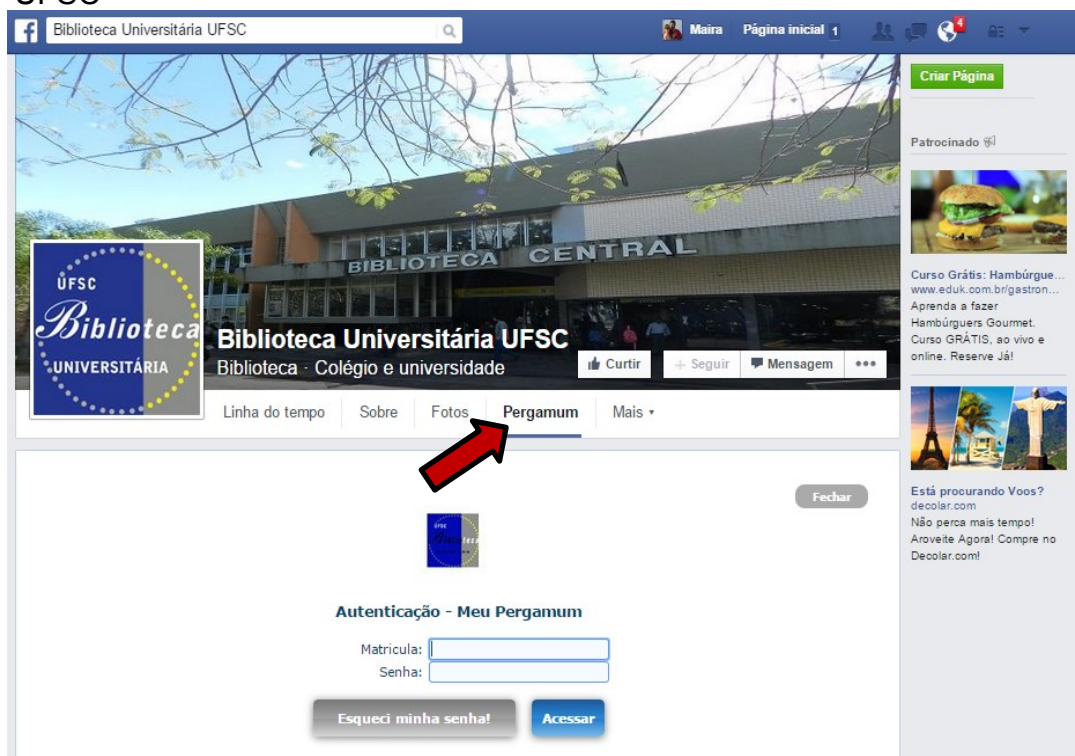 UFSC
Biblioteca Universitária UFSC
Maira Página inicial 1
4
Criar Página
Patrocinado
BIBLIOTECA CENTRAL
UFSC
Biblioteca
UNIVERSITÁRIA
Biblioteca Universitária UFSC
Biblioteca · Colégio e universidade
Curtir
+ Seguir
Mensagem
Linha do tempo Sobre Fotos Pergamum Mais
Curso Grátis: Hambúrgue...
www.eduk.com.br/gastron...
Aprenda a fazer
Hambúrguers Gourmet.
Curso GRÁTIS, ao vivo e
online. Reserve Já!
Está procurando Voos?
decolar.com
Não perca mais tempo!
Aroveite Agora! Compre no
Decolar.com!
Fechar
Autenticação - Meu Pergamum
Matricula:
Senha:
Esqueci minha senha! Acessar